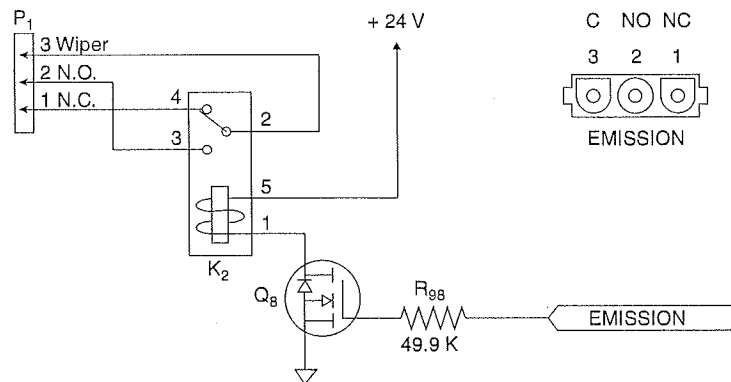 P1
3 Wiper
2 N.O.
1 N.C.
4
2
3
5
1
K2
+ 24 V
C NO NC
3 2 1
EMISSION
Q8
R98
49.9 K
EMISSION